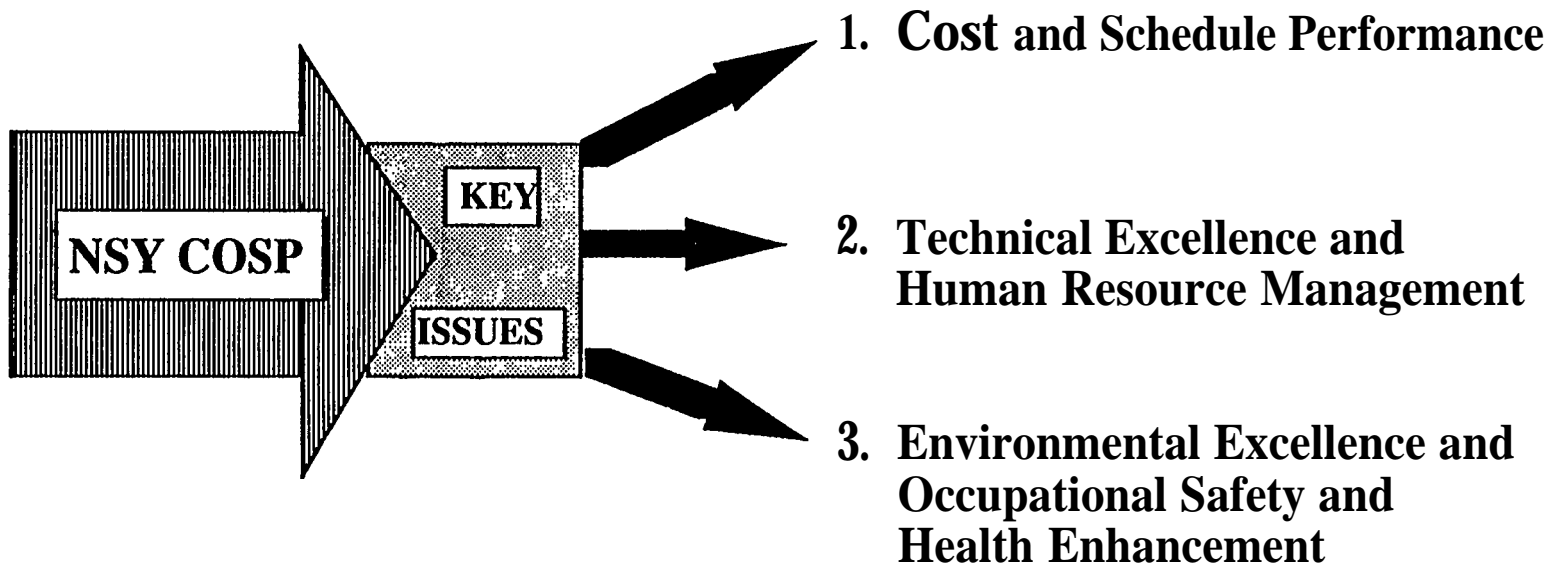 NSY COSP
KEY
ISSUES
1. Cost and Schedule Performance
2. Technical Excellence and
Human Resource Management
3. Environmental Excellence and
Occupational Safety and
Health Enhancement